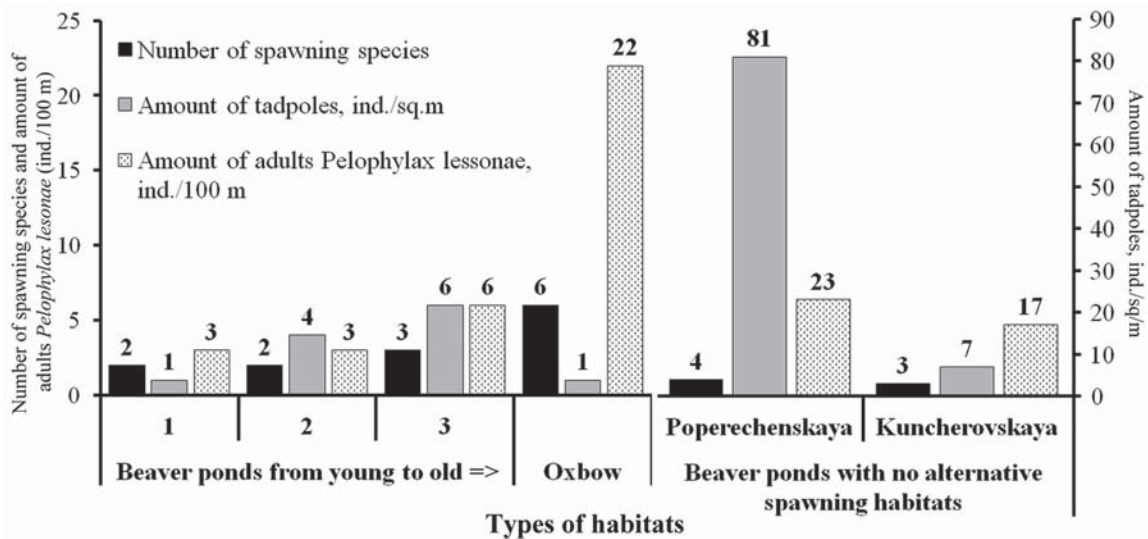 Number of spawning species and amount of
adults Pelophylax lesonae (ind./100 m)
25
20
15
10
5
0
Number of spawning species
Amount of tadpoles, ind./sq.m
Amount of adults Pelophylax lessonae,
ind./100 m
2 1 3
2 4 3
3 6 6
6 1 22
4 81 23
3 7 17
90
80
70
60
50
40
30
20
10
0
Amount of tadpoles, ind./sq/m
1 2 3
Poperechenskaya Kuncherovskaya
Beaver ponds from young to old =>
Oxbow
Beaver ponds with no alternative
spawning habitats
Types of habitats